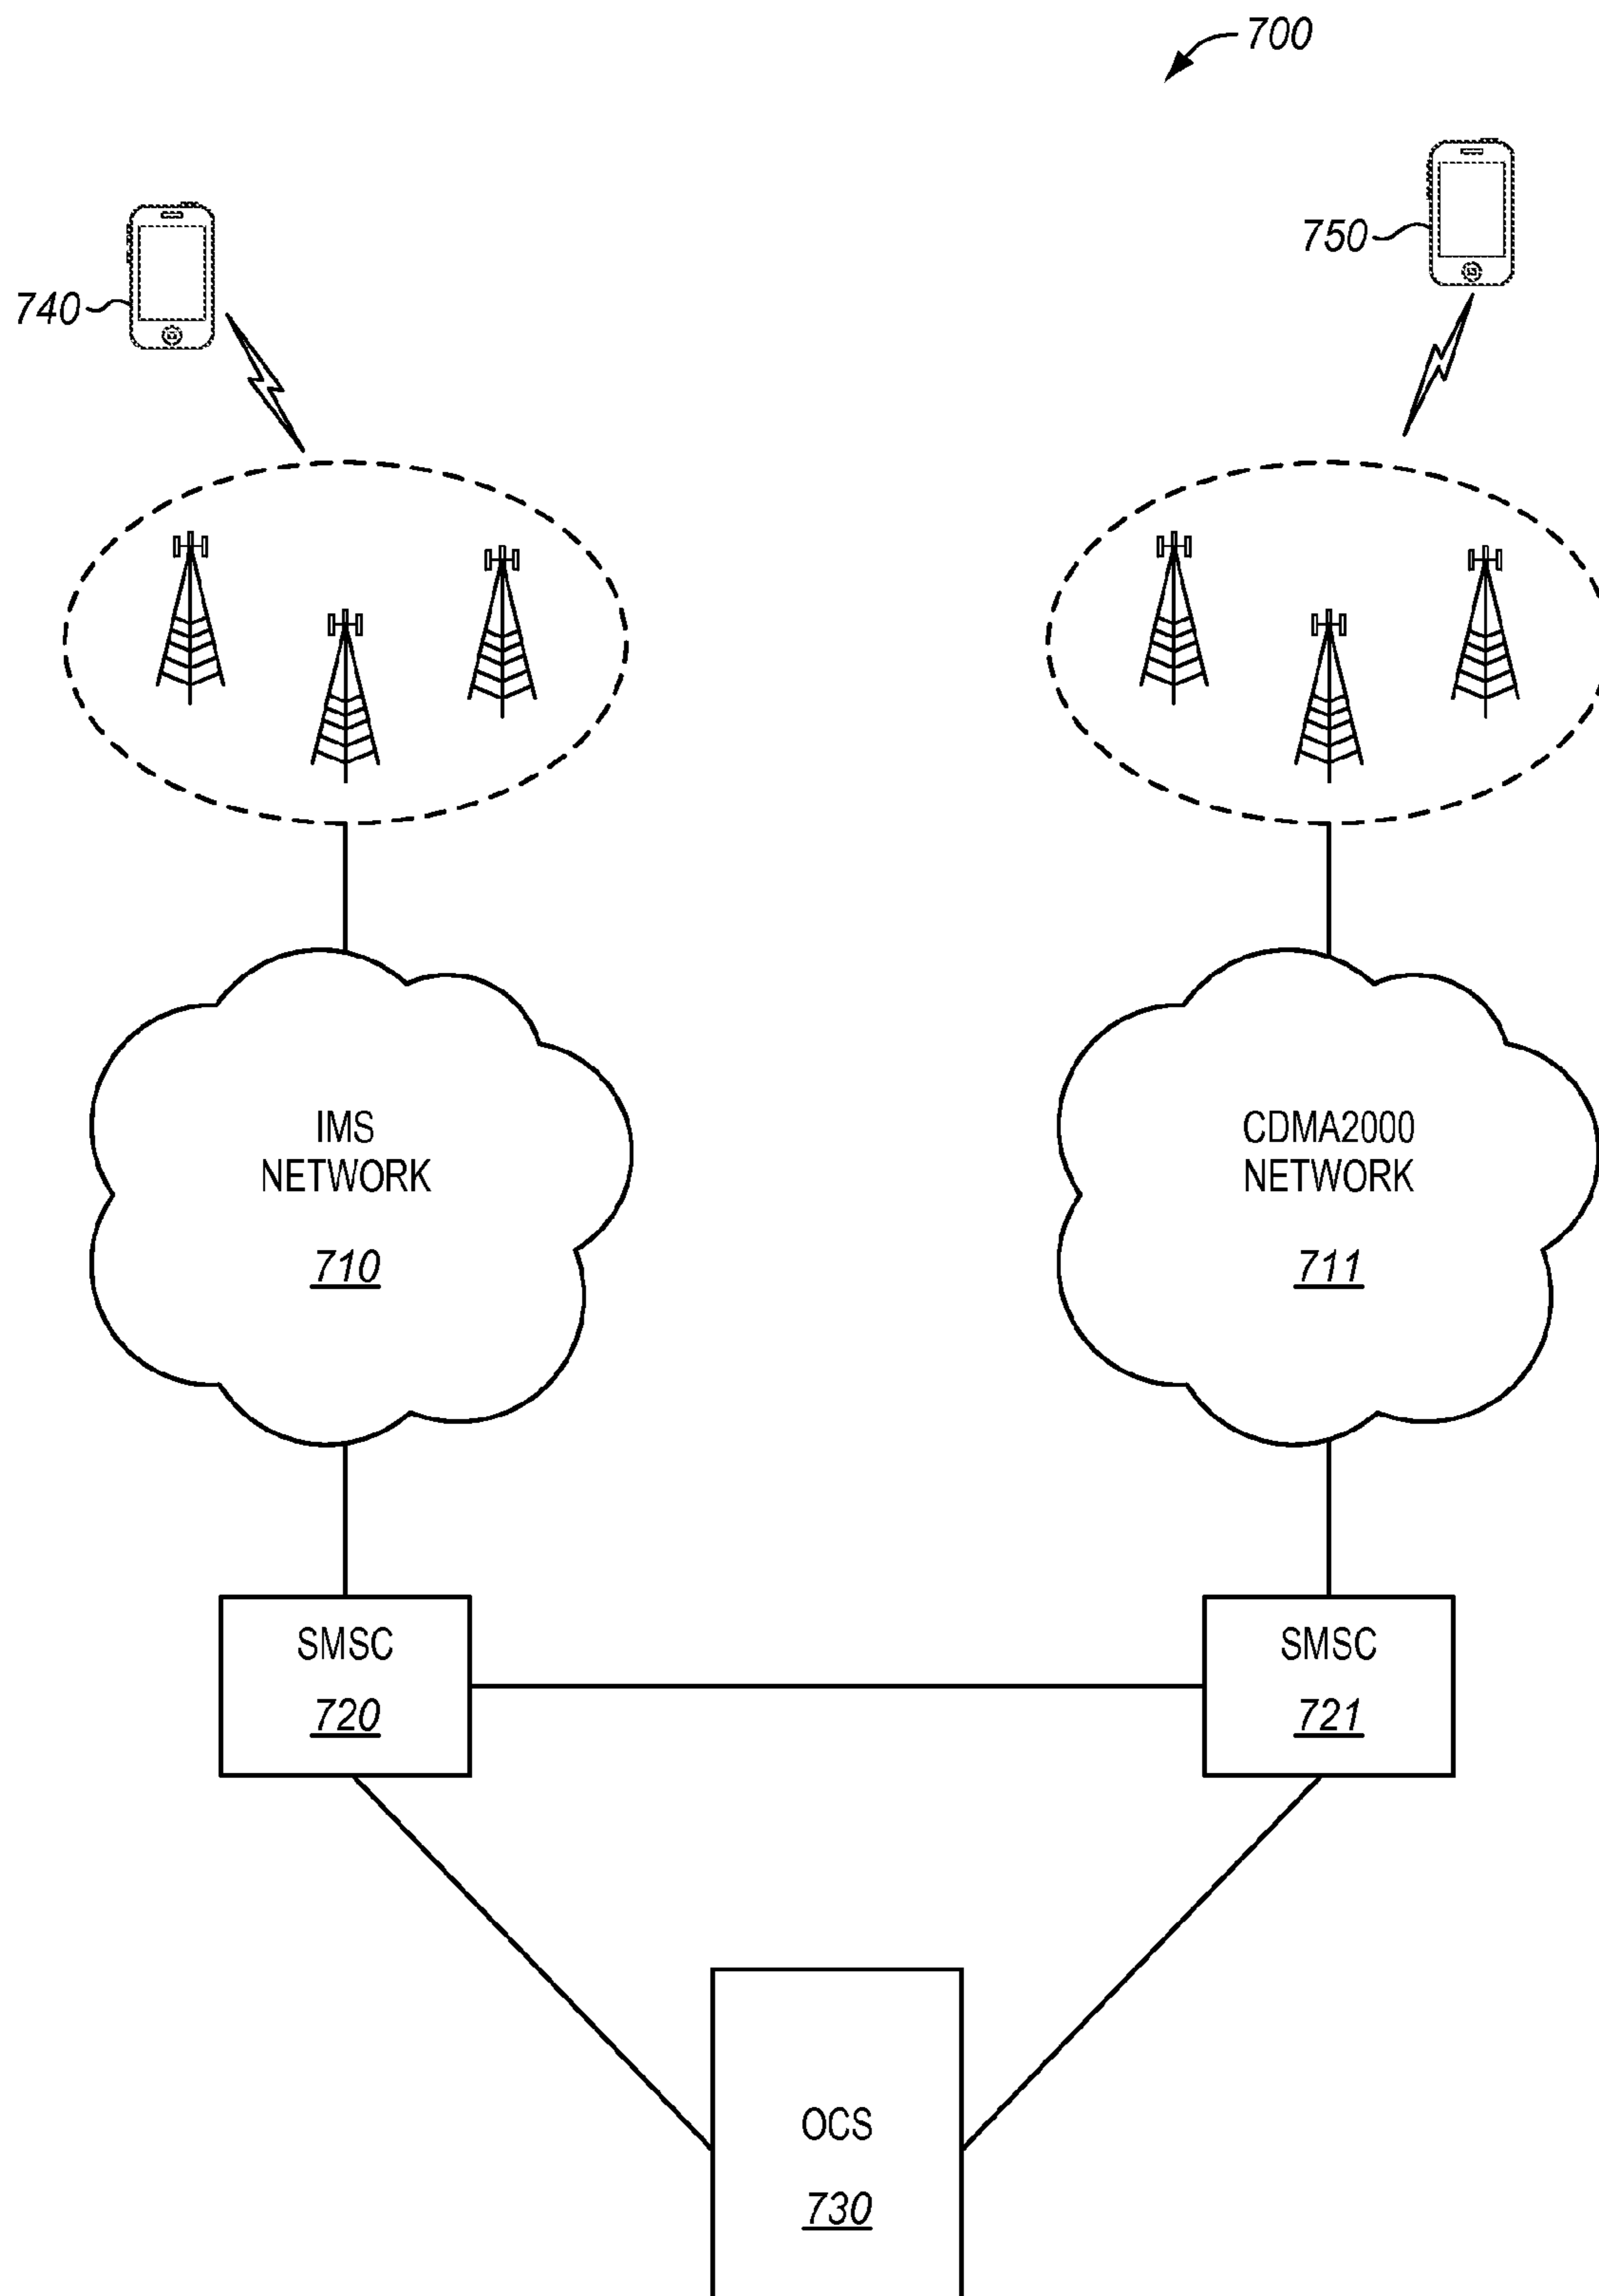 700
750
740
IMS
NETWORK
710
CDMA2000
NETWORK
711
SMSC
720
SMSC
721
OCS
730